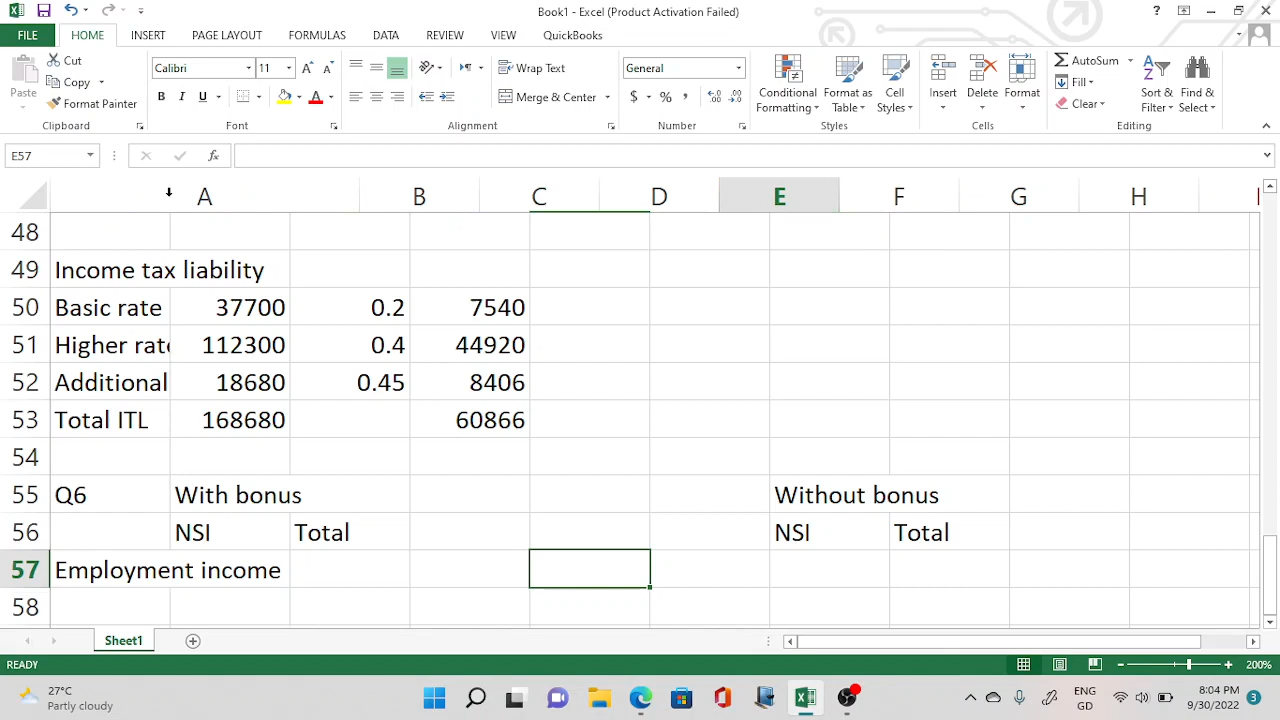 Book1 - Excel (Product Activation Failed)
FILE HOME INSERT PAGE LAYOUT FORMULAS DATA REVIEW VIEW QuickBooks
Paste Cut Copy Format Painter Clipboard
Calibri 11 B I U A A A Font
Wrap Text Merge & Center Alignment
General $ % , Number
Conditional Formatting Format as Table Cell Styles Styles
Insert Delete Format Cells
AutoSum Fill Clear Sort & Filter Find & Select Editing
E57 fx
A B C D E F G H I
48
49 Income tax liability
50 Basic rate 37700 0.2 7540
51 Higher rate 112300 0.4 44920
52 Additional 18680 0.45 8406
53 Total ITL 168680 60866
54
55 Q6 With bonus Without bonus
56 NSI Total NSI Total
57 Employment income
58
Sheet1
READY 200%
27°C Partly cloudy ENG GD 8:04 PM 9/30/2022 3